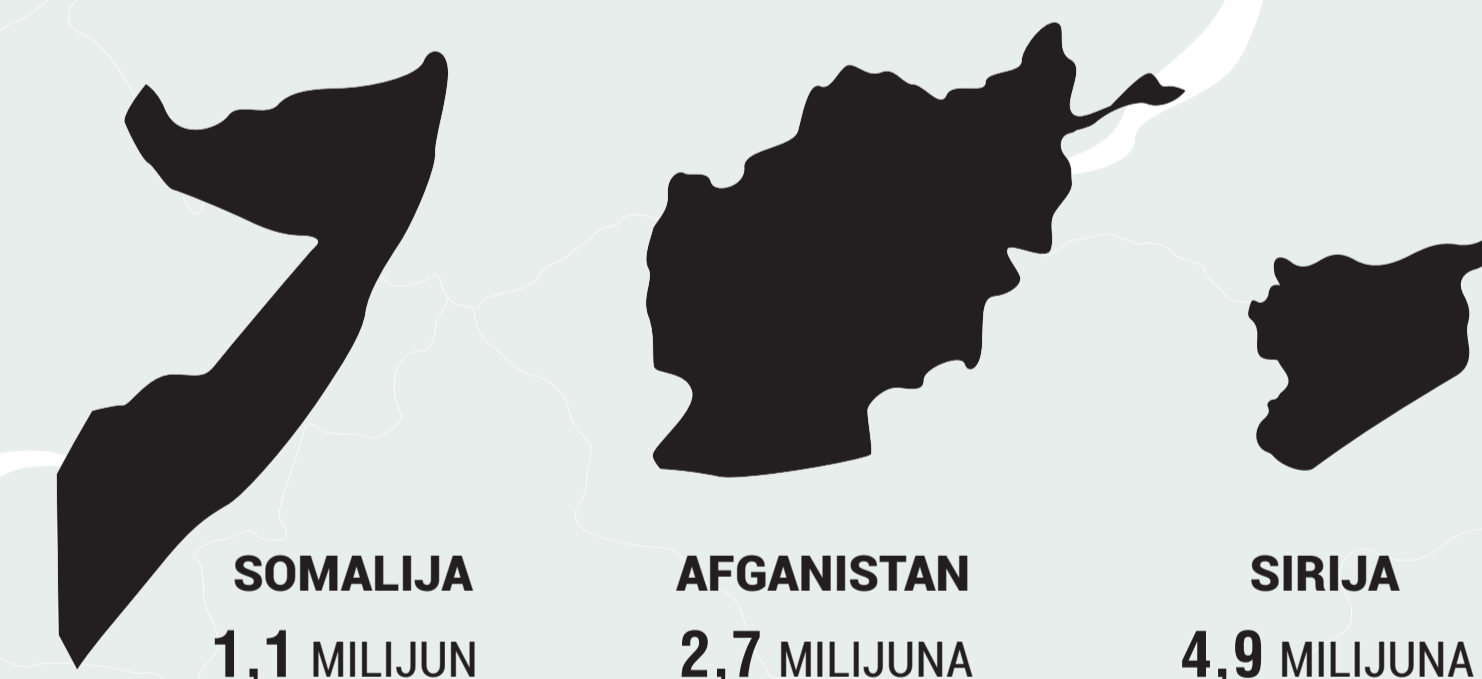 SOMALIJA
1,1 MILIJUN
AFGANISTAN
2,7 MILIJUNA
SIRIJA
4,9 MILIJUNA